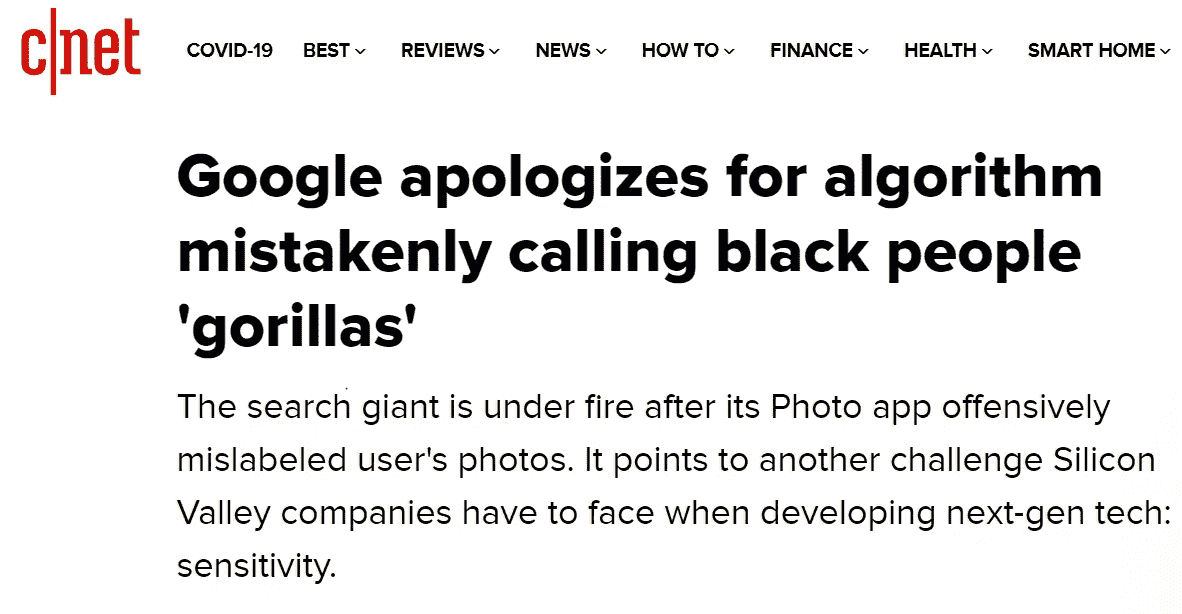 c|net COVID-19 BEST REVIEWS NEWS HOW TO FINANCE HEALTH SMART HOME
Google apologizes for algorithm
mistakenly calling black people
'gorillas'
The search giant is under fire after its Photo app offensively
mislabeled user's photos. It points to another challenge Silicon
Valley companies have to face when developing next-gen tech:
sensitivity.